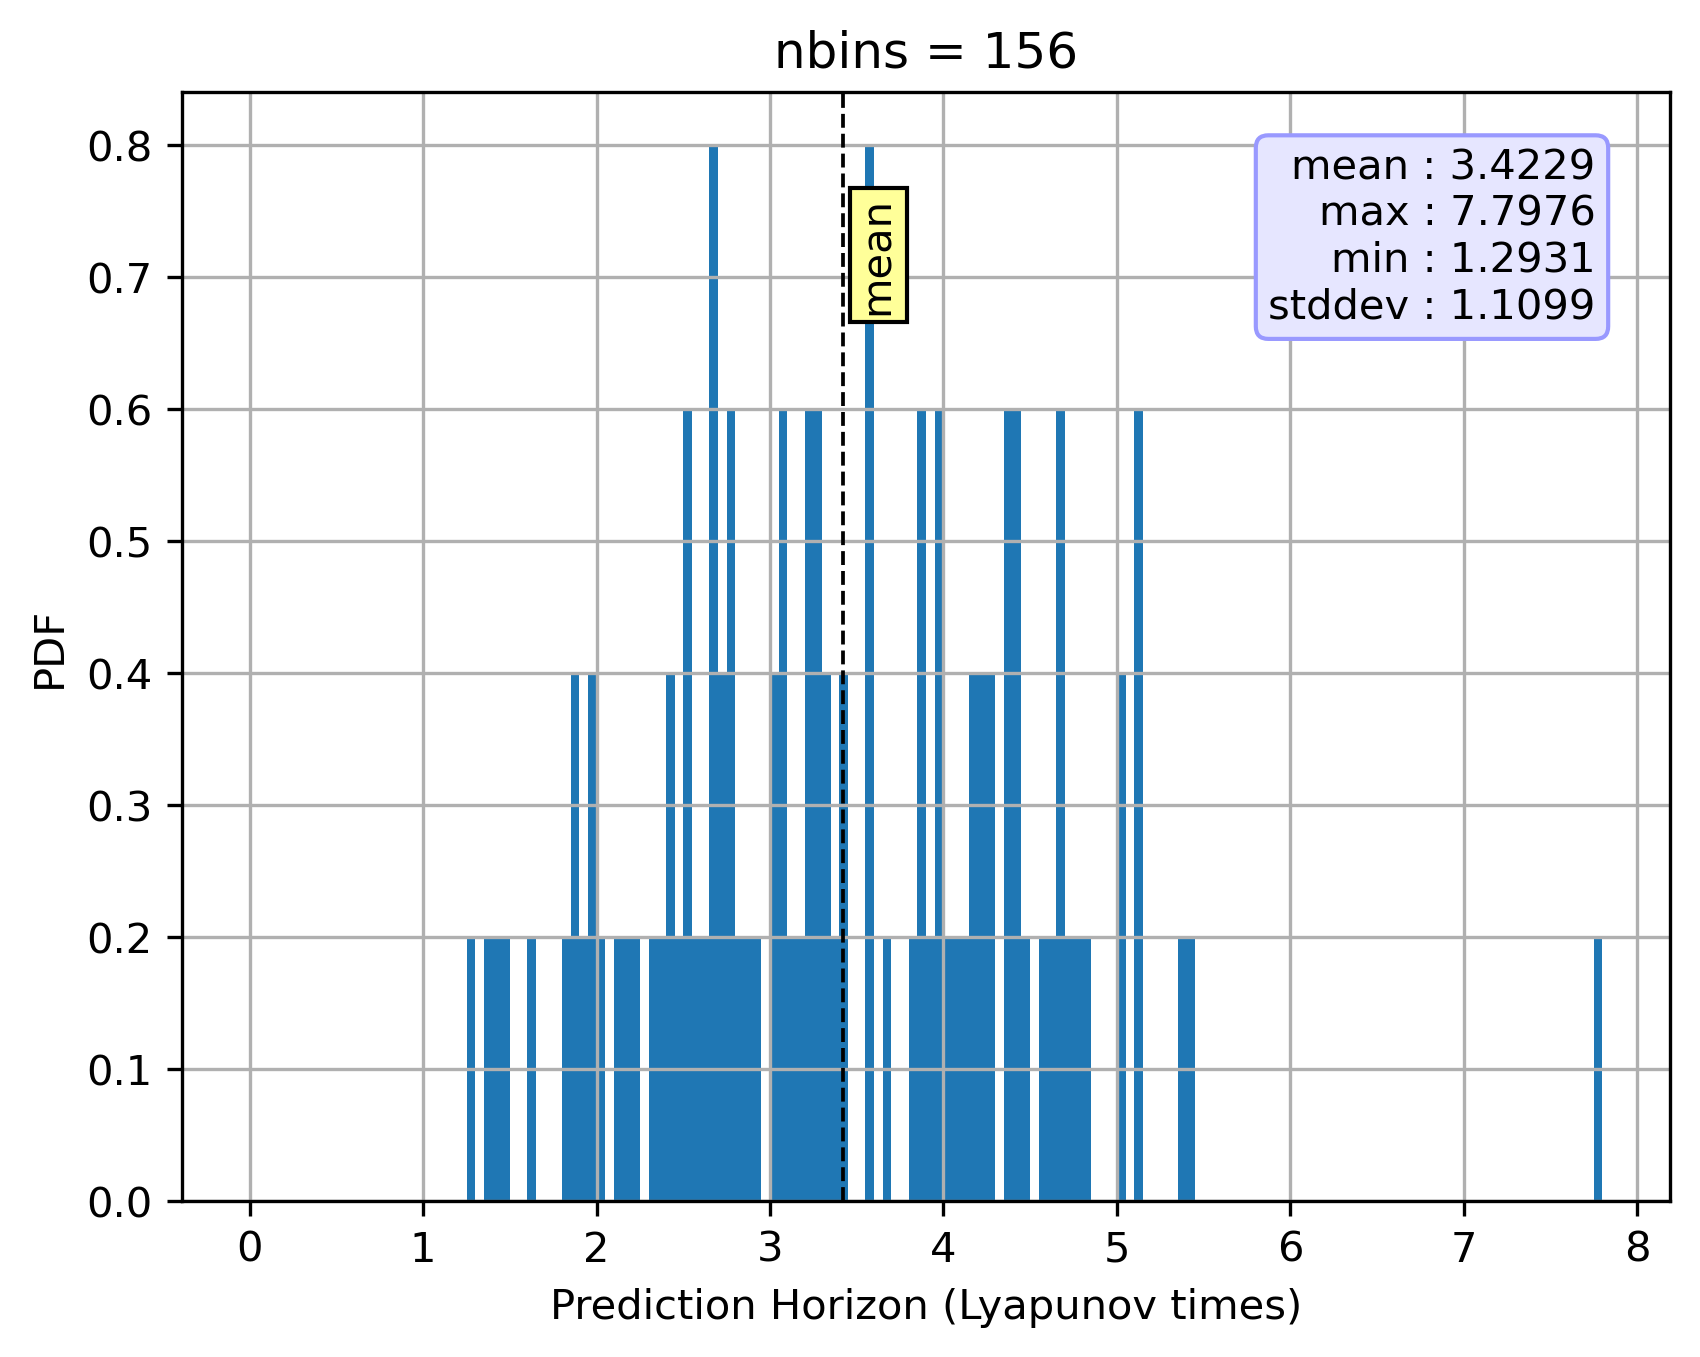 nbins = 156
mean : 3.4229
max : 7.7976
min : 1.2931
stddev : 1.1099
mean
PDF
0.8
0.7
0.6
0.5
0.4
0.3
0.2
0.1
0.0
0 1 2 3 4 5 6 7 8
Prediction Horizon (Lyapunov times)